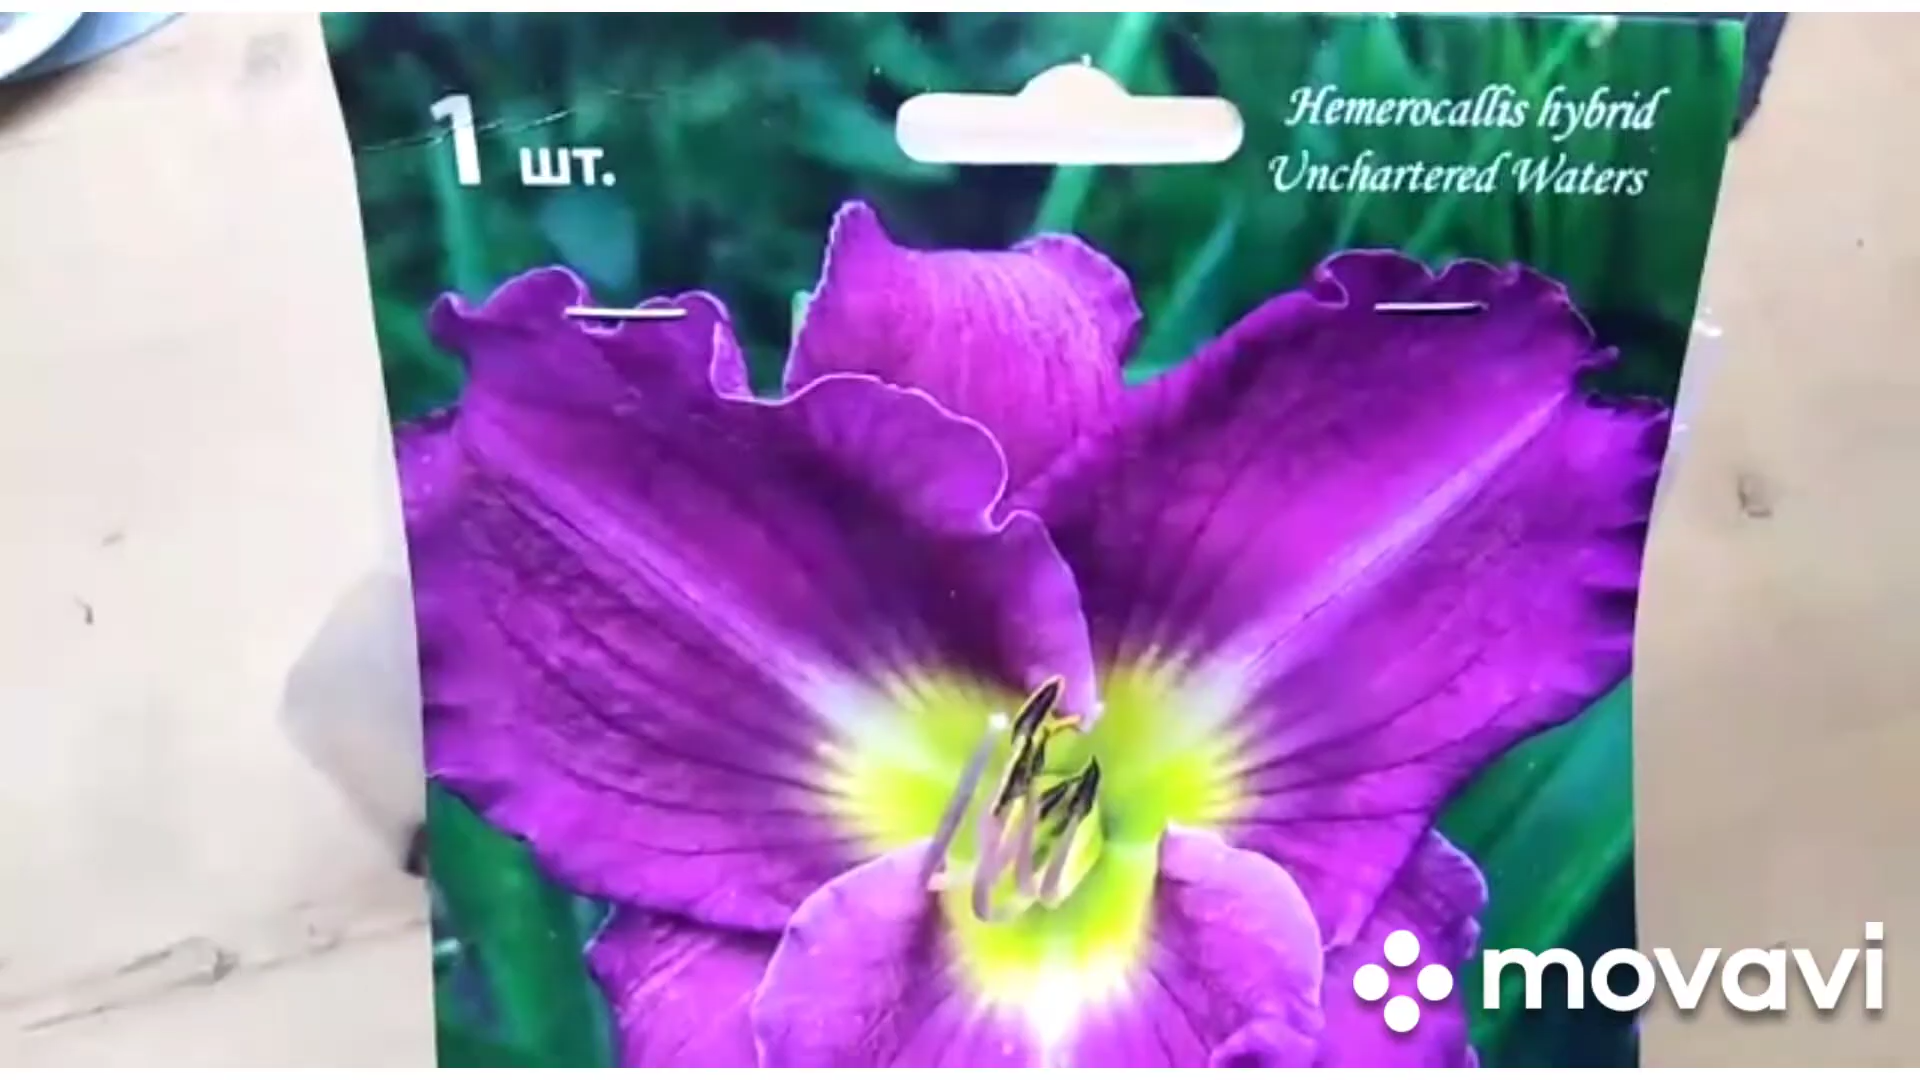 1 шт.
Hemerocallis hybrid
Unchartered Waters
movavi